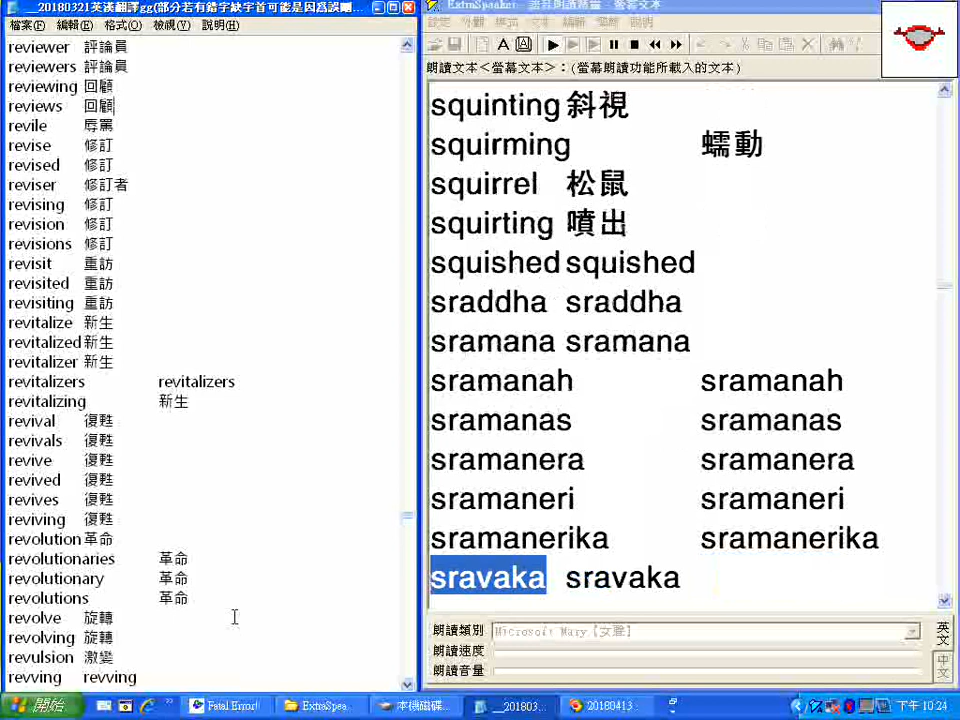 __20180321英漢翻譯gg(部分若有錯字缺字首可能是因為誤刪...
檔案(F) 編輯(E) 格式(O) 檢視(V) 說明(H)
reviewer 評論員
reviewers 評論員
reviewing 回顧
reviews 回顧
revile 辱罵
revise 修訂
revised 修訂
reviser 修訂者
revising 修訂
revision 修訂
revisions 修訂
revisit 重訪
revisited 重訪
revisiting 重訪
revitalize 新生
revitalized 新生
revitalizer 新生
revitalizers revitalizers
revitalizing 新生
revival 復甦
revivals 復甦
revive 復甦
revived 復甦
revives 復甦
reviving 復甦
revolution 革命
revolutionaries 革命
revolutionary 革命
revolutions 革命
revolve 旋轉
revolving 旋轉
revulsion 激變
revving revving
朗讀文本<螢幕文本>：(螢幕朗讀功能所載入的文本)
squinting 斜視
squirming 蠕動
squirrel 松鼠
squirting 噴出
squished squished
sraddha sraddha
sramana sramana
sramanah sramanah
sramanas sramanas
sramanera sramanera
sramaneri sramaneri
sramanerika sramanerika
sravaka sravaka
朗讀類別 Microsoft Mary【女聲】
朗讀速度
朗讀音量
英文
中文
開始
Fatal Error!
ExtraSpea...
本機磁碟...
__201803...
20180413...
下午 10:24